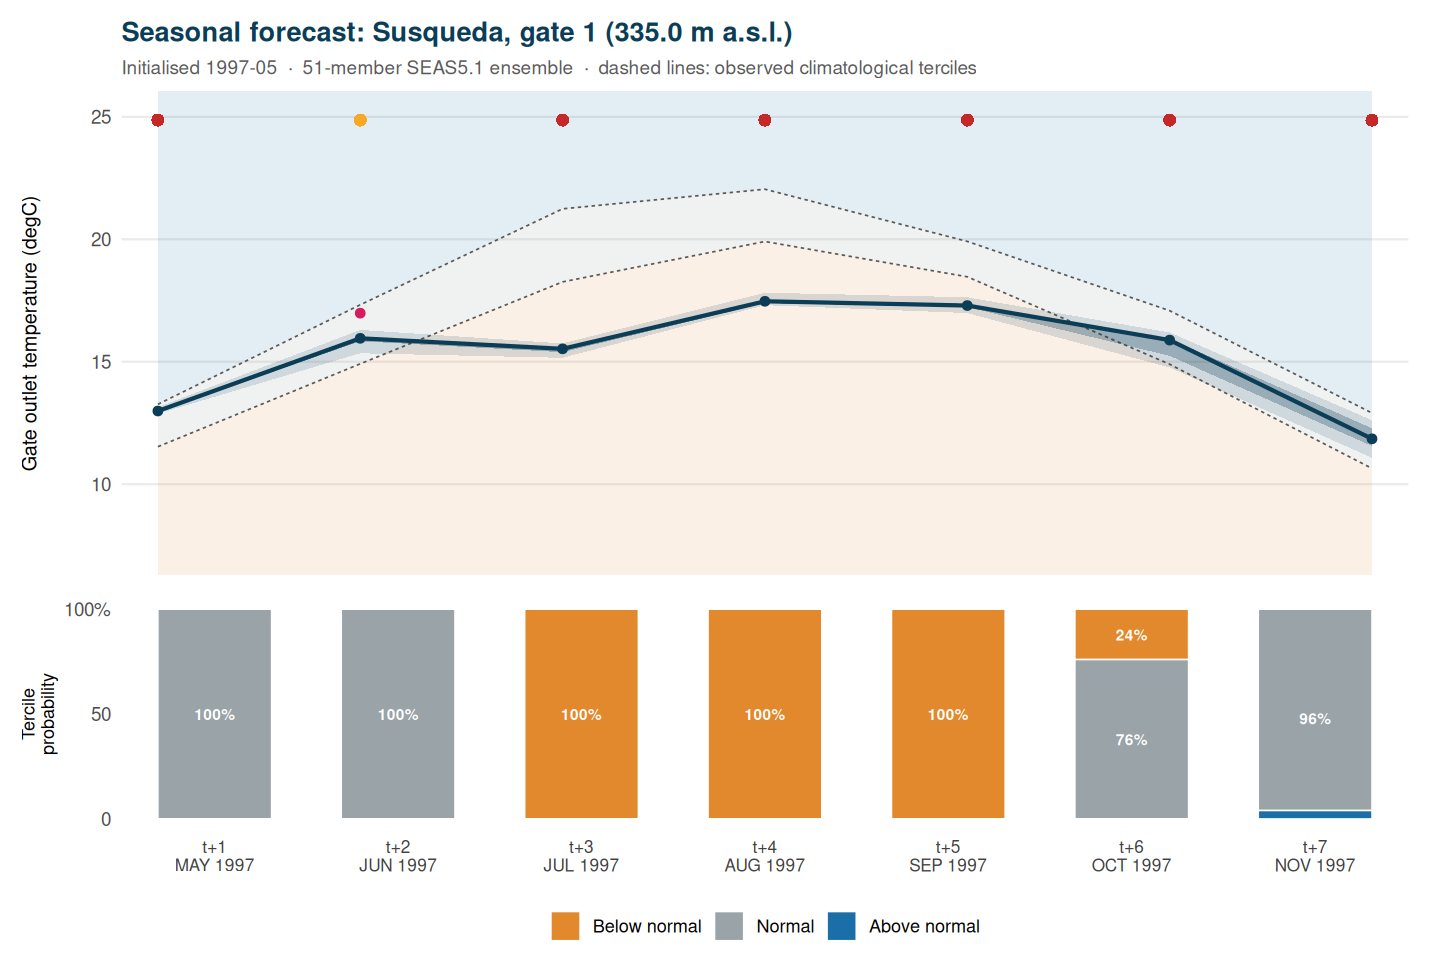 Seasonal forecast: Susqueda, gate 1 (335.0 m a.s.l.)
Initialised 1997-05 · 51-member SEAS5.1 ensemble · dashed lines: observed climatological terciles
Gate outlet temperature (degC)
25
20
15
10
Tercile
probability
100%
50
0
100%
100%
100%
100%
100%
24%
76%
96%
t+1
MAY 1997
t+2
JUN 1997
t+3
JUL 1997
t+4
AUG 1997
t+5
SEP 1997
t+6
OCT 1997
t+7
NOV 1997
Below normal
Normal
Above normal